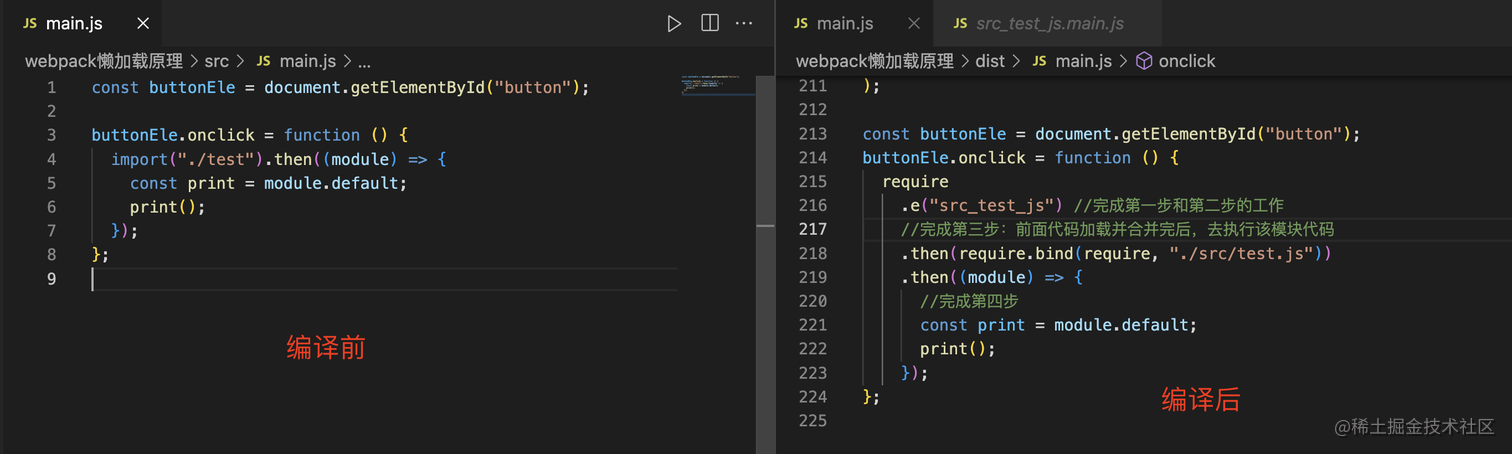 JS main.js ×
webpack懒加载原理 > src > JS main.js > ...
1 const buttonEle = document.getElementById("button");
2
3 buttonEle.onclick = function () {
4 import("./test").then((module) => {
5 const print = module.default;
6 print();
7 });
8 };
9
编译前
JS main.js × JS src_test_js.main.js
webpack懒加载原理 > dist > JS main.js > onclick
211 );
212
213 const buttonEle = document.getElementById("button");
214 buttonEle.onclick = function () {
215 require
216 .e("src_test_js") //完成第一步和第二步的工作
217 //完成第三步：前面代码加载并合并完后，去执行该模块代码
218 .then(require.bind(require, "./src/test.js"))
219 .then((module) => {
220 //完成第四步
221 const print = module.default;
222 print();
223 });
224 };
225
编译后
@稀土掘金技术社区